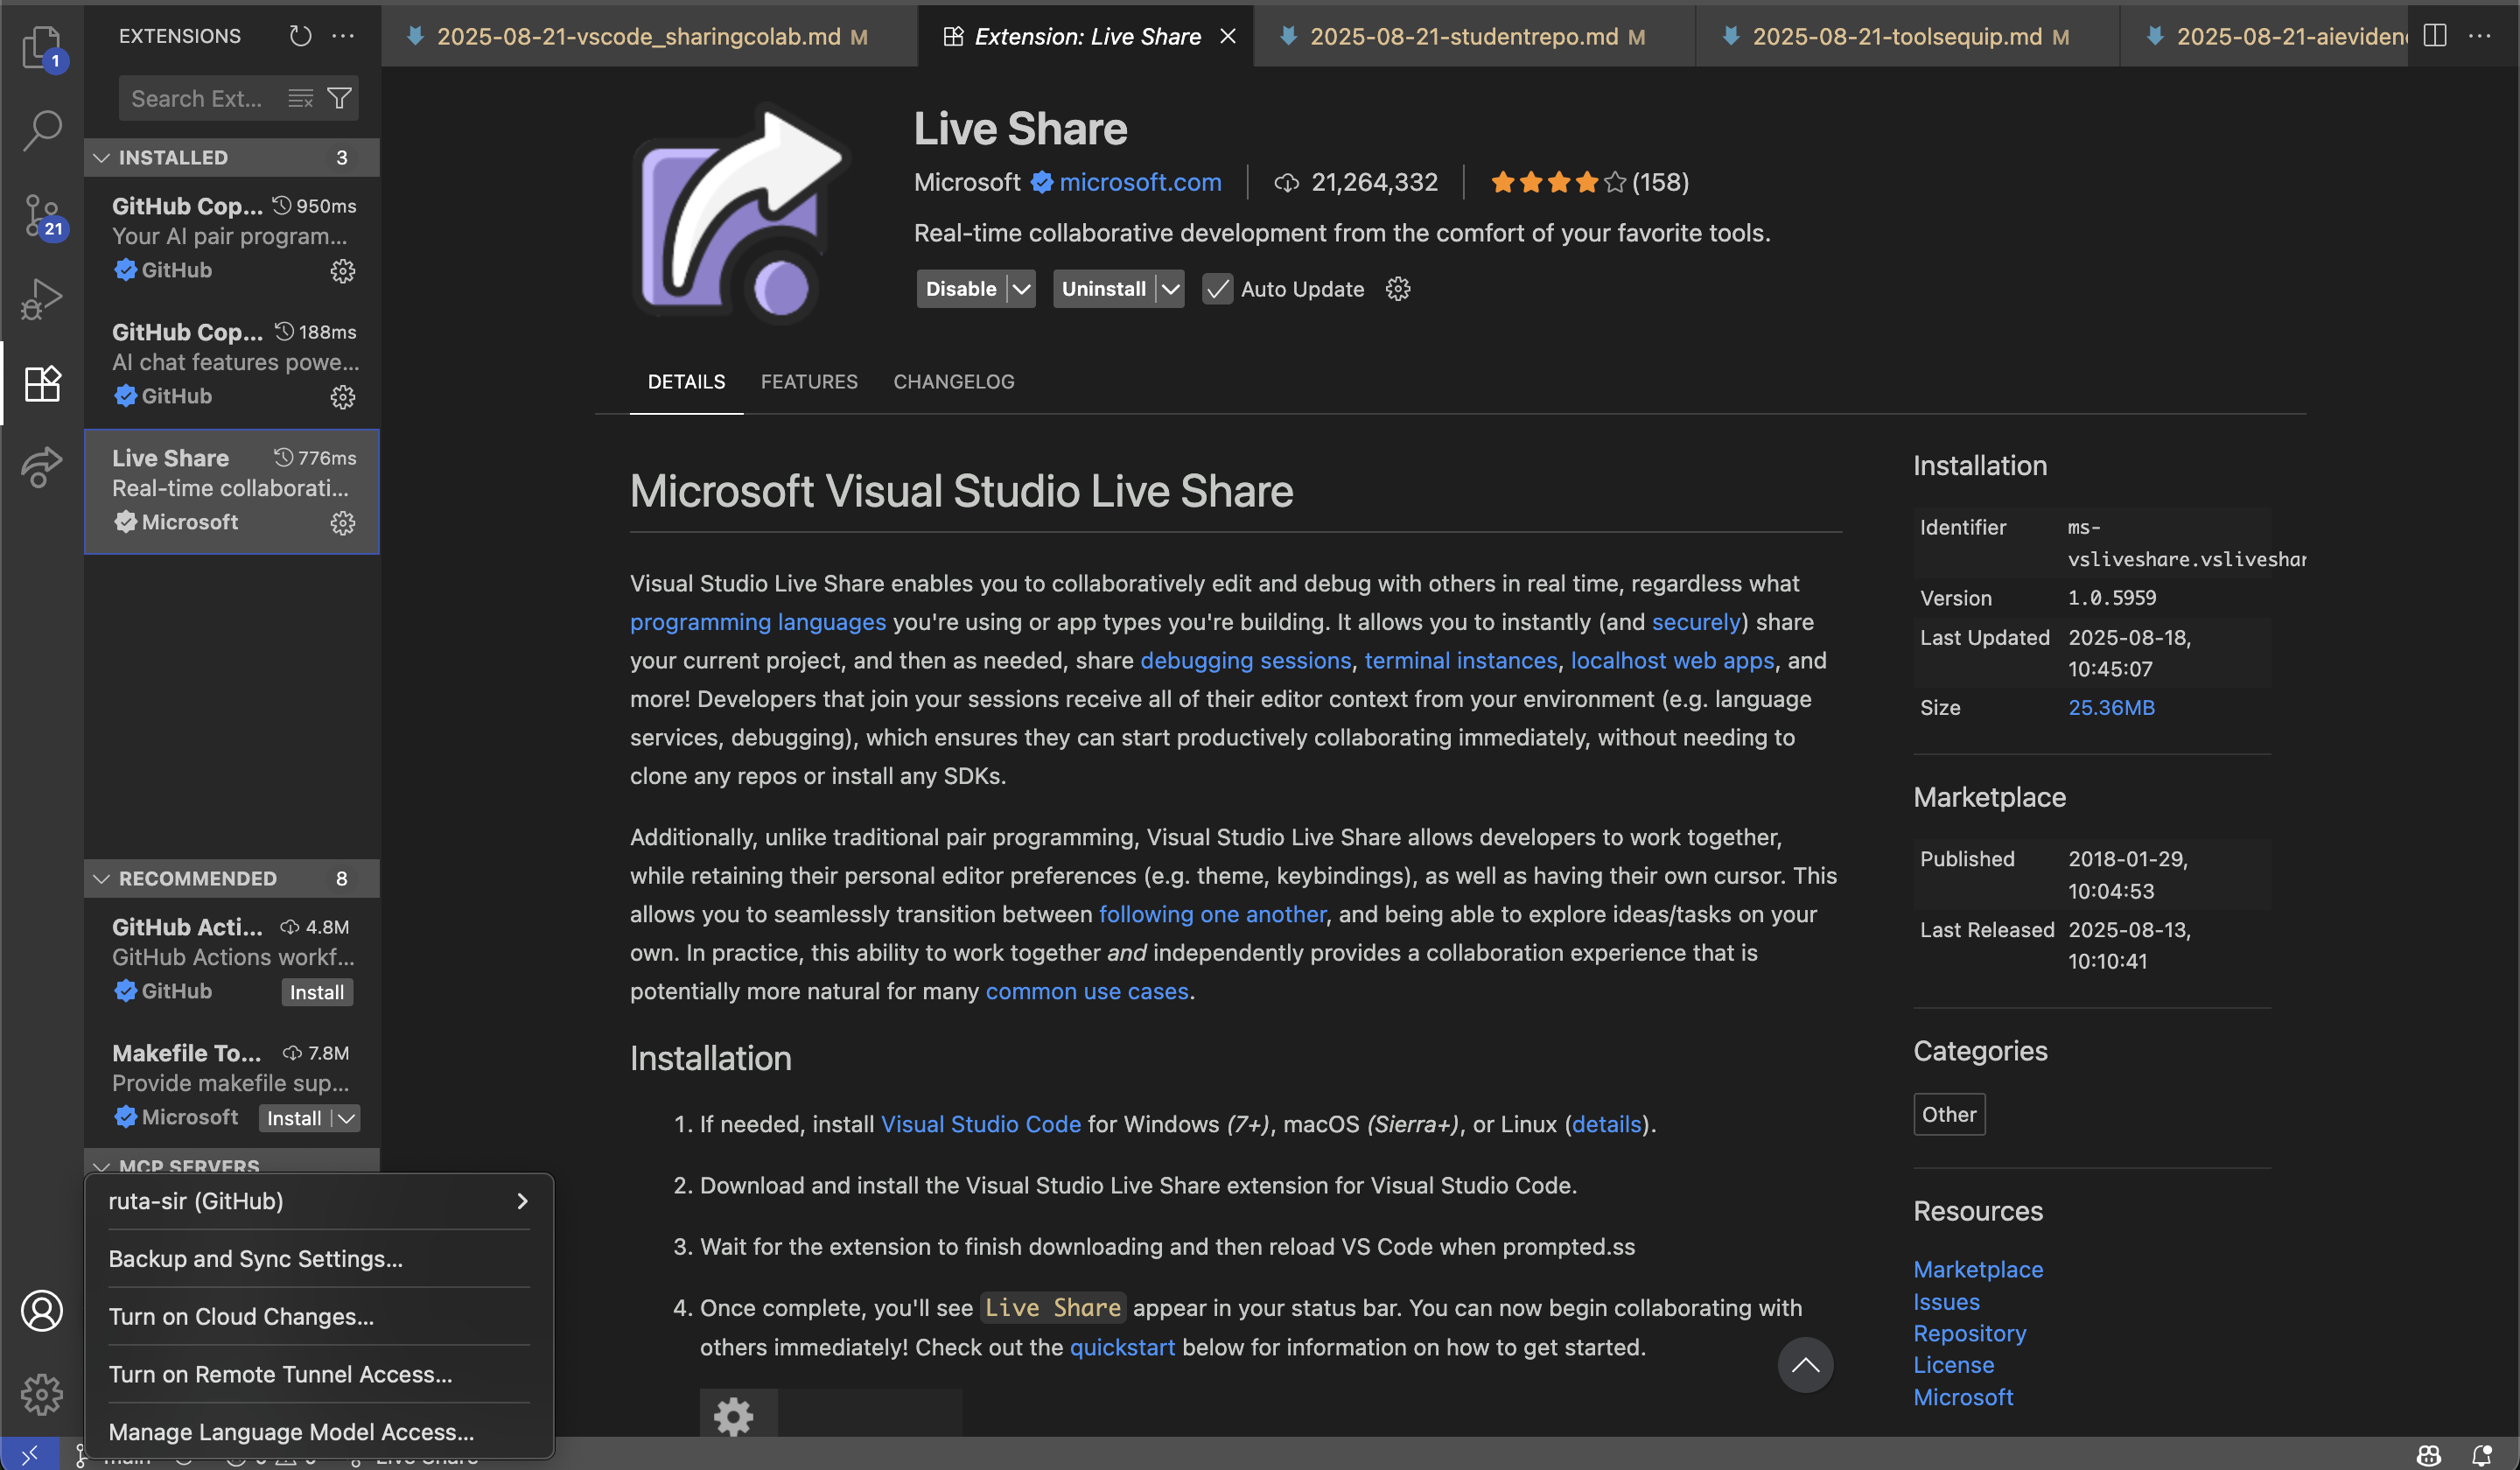 EXTENSIONS
2025-08-21-vscode_sharingcolab.md M
Extension: Live Share
2025-08-21-studentrepo.md M
2025-08-21-toolsequip.md M
2025-08-21-aieviden
1
Search Ext...
INSTALLED 3
GitHub Cop... 950ms
Your AI pair program...
GitHub
GitHub Cop... 188ms
AI chat features powe...
GitHub
Live Share 776ms
Real-time collaborati...
Microsoft
21
RECOMMENDED 8
GitHub Acti... 4.8M
GitHub Actions workf...
GitHub Install
Makefile To... 7.8M
Provide makefile sup...
Microsoft Install
MCP SERVERS
ruta-sir (GitHub)
Backup and Sync Settings...
Turn on Cloud Changes...
Turn on Remote Tunnel Access...
Manage Language Model Access...
Live Share
Microsoft microsoft.com 21,264,332 (158)
Real-time collaborative development from the comfort of your favorite tools.
Disable Uninstall Auto Update
DETAILS FEATURES CHANGELOG
Microsoft Visual Studio Live Share
Visual Studio Live Share enables you to collaboratively edit and debug with others in real time, regardless what
programming languages you're using or app types you're building. It allows you to instantly (and securely) share
your current project, and then as needed, share debugging sessions, terminal instances, localhost web apps, and
more! Developers that join your sessions receive all of their editor context from your environment (e.g. language
services, debugging), which ensures they can start productively collaborating immediately, without needing to
clone any repos or install any SDKs.
Additionally, unlike traditional pair programming, Visual Studio Live Share allows developers to work together,
while retaining their personal editor preferences (e.g. theme, keybindings), as well as having their own cursor. This
allows you to seamlessly transition between following one another, and being able to explore ideas/tasks on your
own. In practice, this ability to work together and independently provides a collaboration experience that is
potentially more natural for many common use cases.
Installation
1. If needed, install Visual Studio Code for Windows (7+), macOS (Sierra+), or Linux (details).
2. Download and install the Visual Studio Live Share extension for Visual Studio Code.
3. Wait for the extension to finish downloading and then reload VS Code when prompted.ss
4. Once complete, you'll see Live Share appear in your status bar. You can now begin collaborating with
others immediately! Check out the quickstart below for information on how to get started.
Installation
Identifier ms-
vsliveshare.vsliveshar
Version 1.0.5959
Last Updated 2025-08-18,
10:45:07
Size 25.36MB
Marketplace
Published 2018-01-29,
10:04:53
Last Released 2025-08-13,
10:10:41
Categories
Other
Resources
Marketplace
Issues
Repository
License
Microsoft
main Live Share